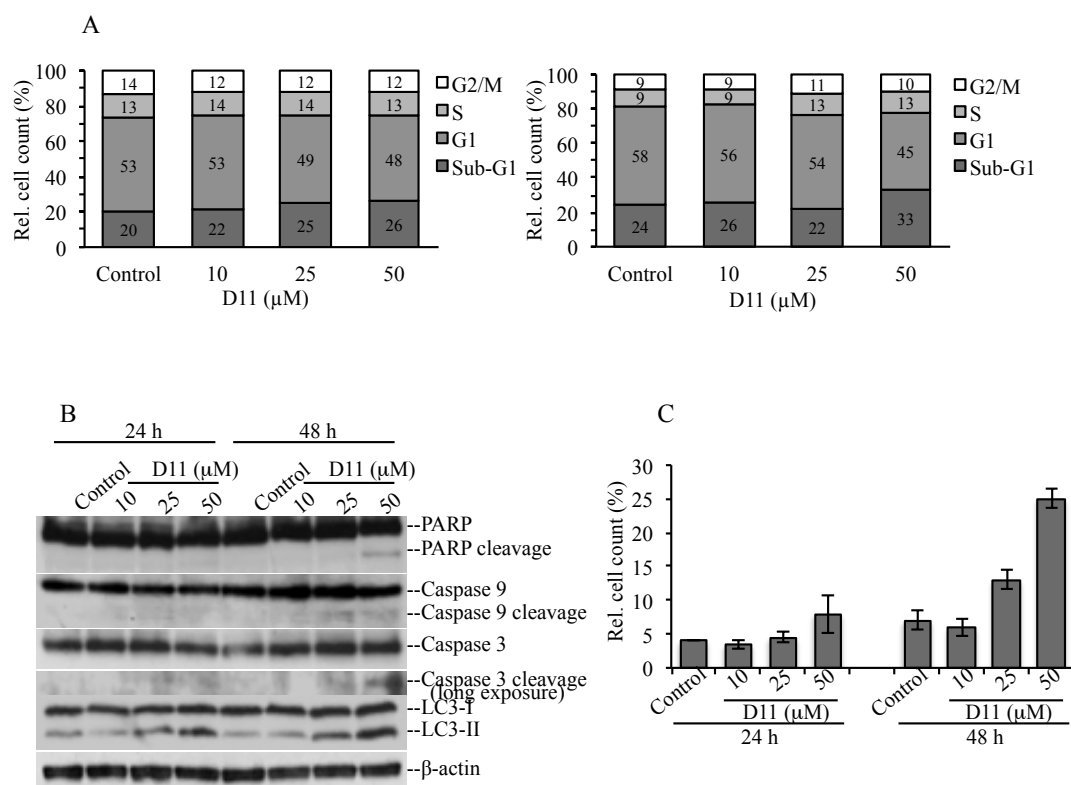 A
100
80
60
40
20
0
Rel. cell count (%)
14
12
12
12
13
14
14
13
53
53
49
48
20
22
25
26
Control
10
25
50
D11 (µM)
G2/M
S
G1
Sub-G1
100
80
60
40
20
0
Rel. cell count (%)
9
9
11
10
9
9
13
13
58
56
54
45
24
26
22
33
Control
10
25
50
D11 (µM)
G2/M
S
G1
Sub-G1
B
24 h
48 h
Control
D11 (µM)
10
25
50
Control
D11 (µM)
10
25
50
--PARP
--PARP cleavage
--Caspase 9
--Caspase 9 cleavage
--Caspase 3
--Caspase 3 cleavage
(long exposure)
--LC3-I
--LC3-II
--β-actin
C
30
25
20
15
10
5
0
Rel. cell count (%)
Control
10
25
50
D11 (µM)
24 h
Control
10
25
50
D11 (µM)
48 h